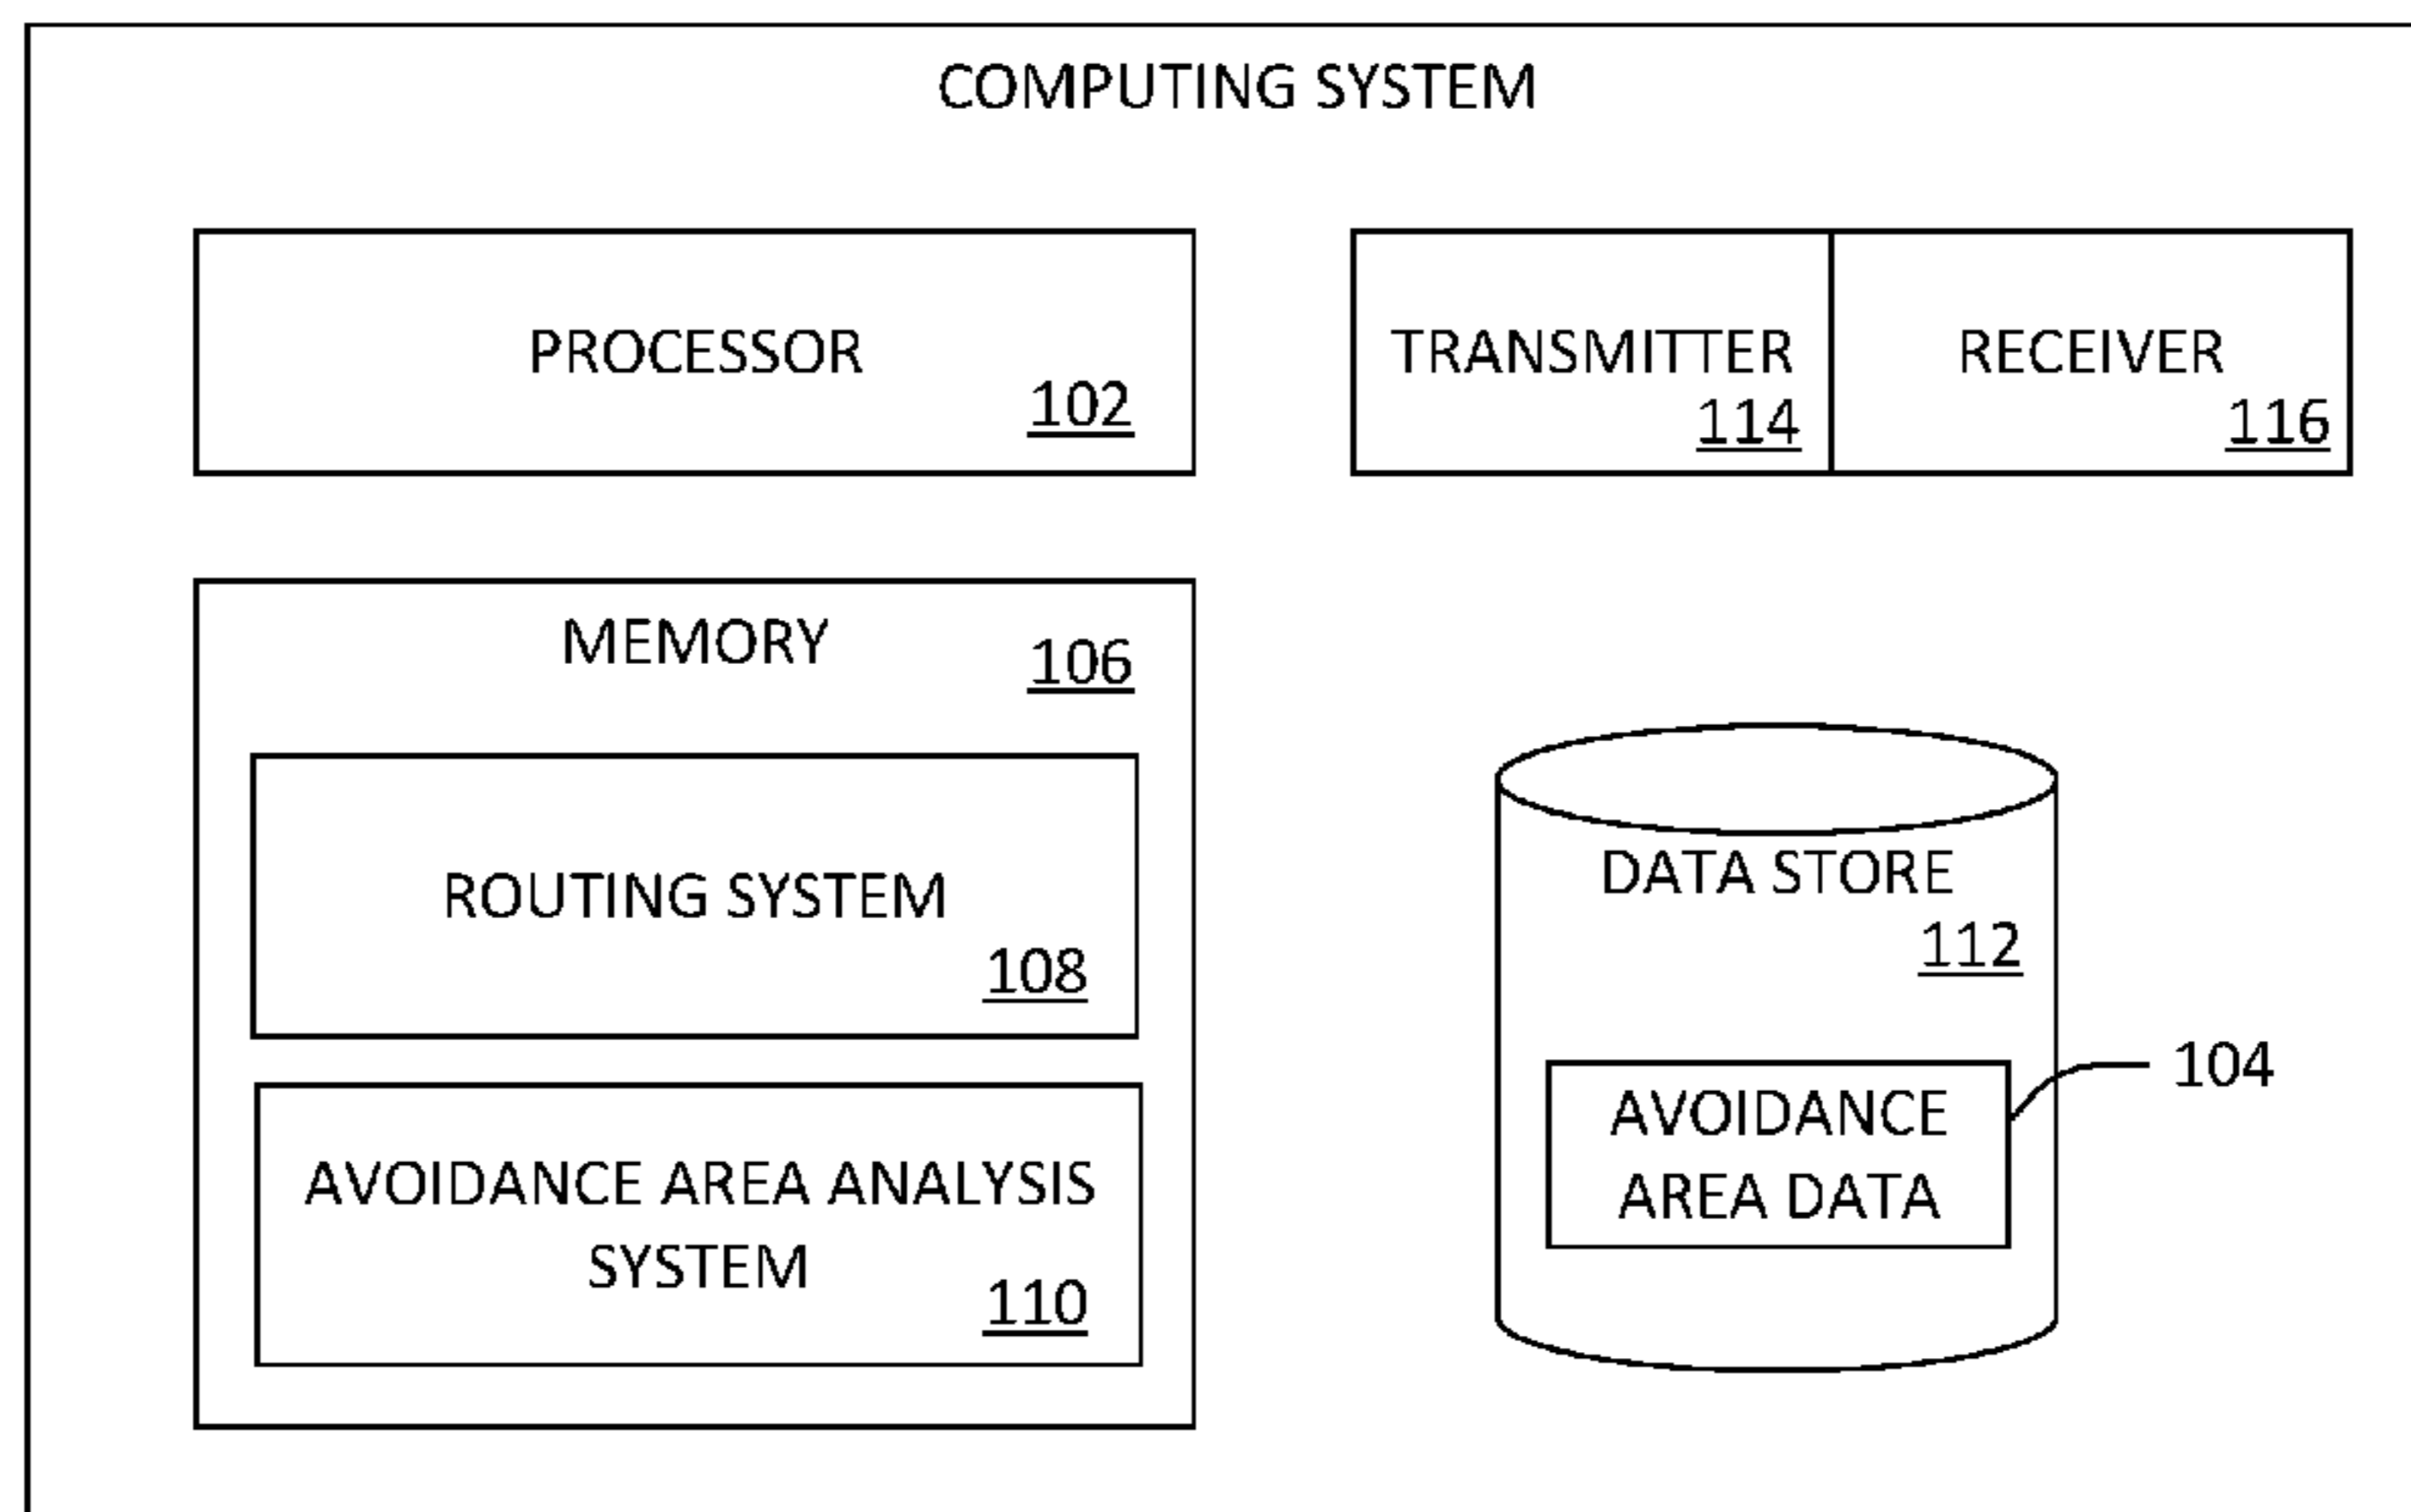 COMPUTING SYSTEM
PROCESSOR
102
TRANSMITTER
114
RECEIVER
116
MEMORY
106
ROUTING SYSTEM
108
AVOIDANCE AREA ANALYSIS
SYSTEM
110
DATA STORE
112
AVOIDANCE
AREA DATA
104